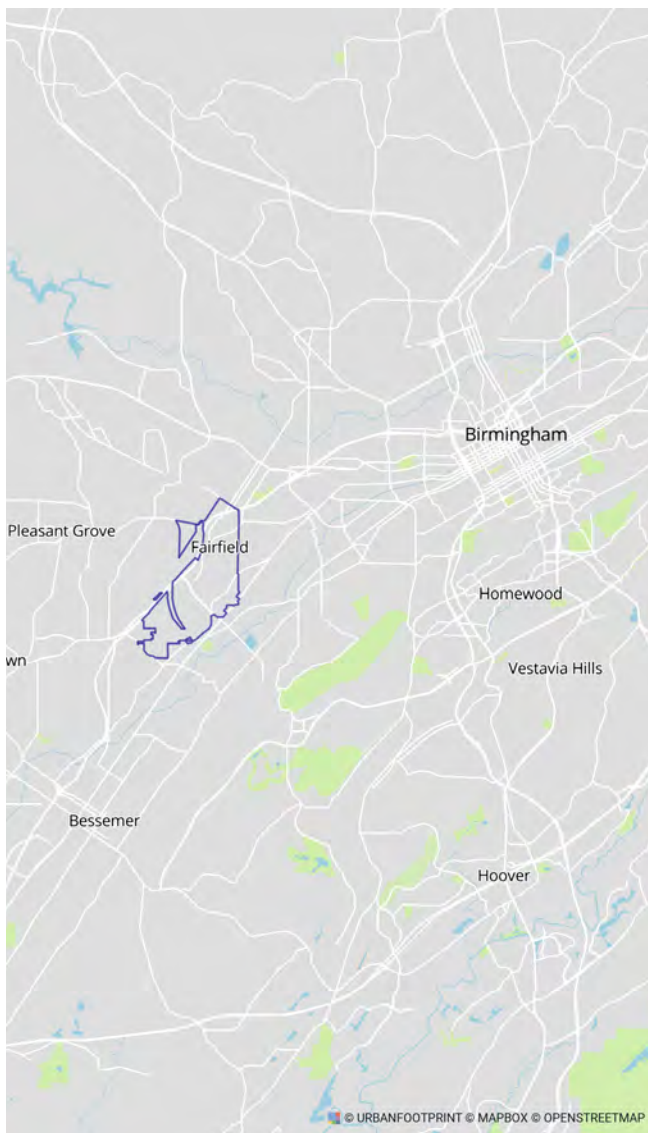 Birmingham
Pleasant Grove
Fairfield
Homewood
wn
Vestavia Hills
Bessemer
Hoover
© URBANFOOTPRINT © MAPBOX © OPENSTREETMAP